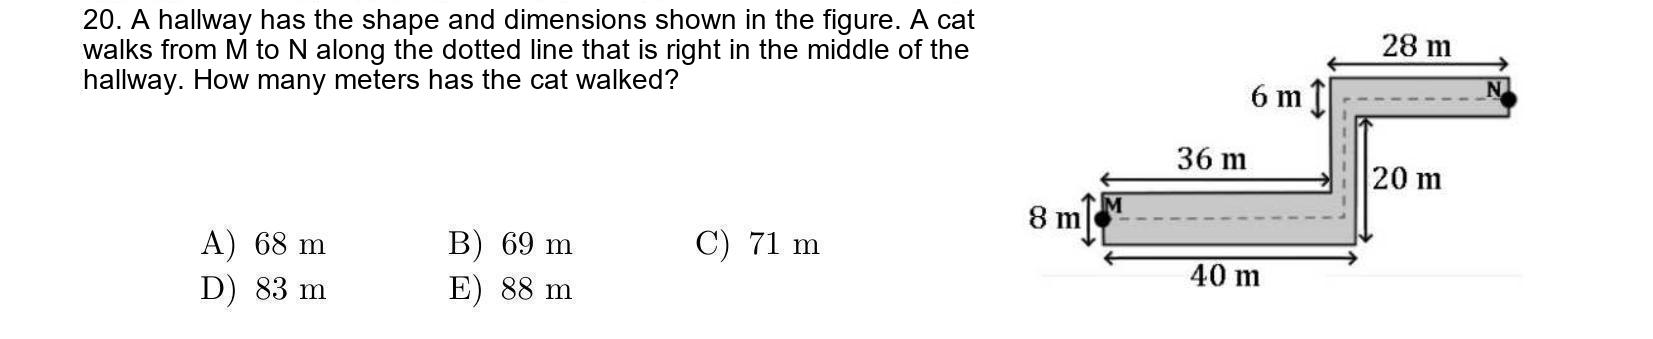 20. A hallway has the shape and dimensions shown in the figure. A cat
walks from M to N along the dotted line that is right in the middle of the
hallway. How many meters has the cat walked?
28 m
6 m
N
36 m
20 m
8 m
M
40 m
A) 68 m
B) 69 m
C) 71 m
D) 83 m
E) 88 m